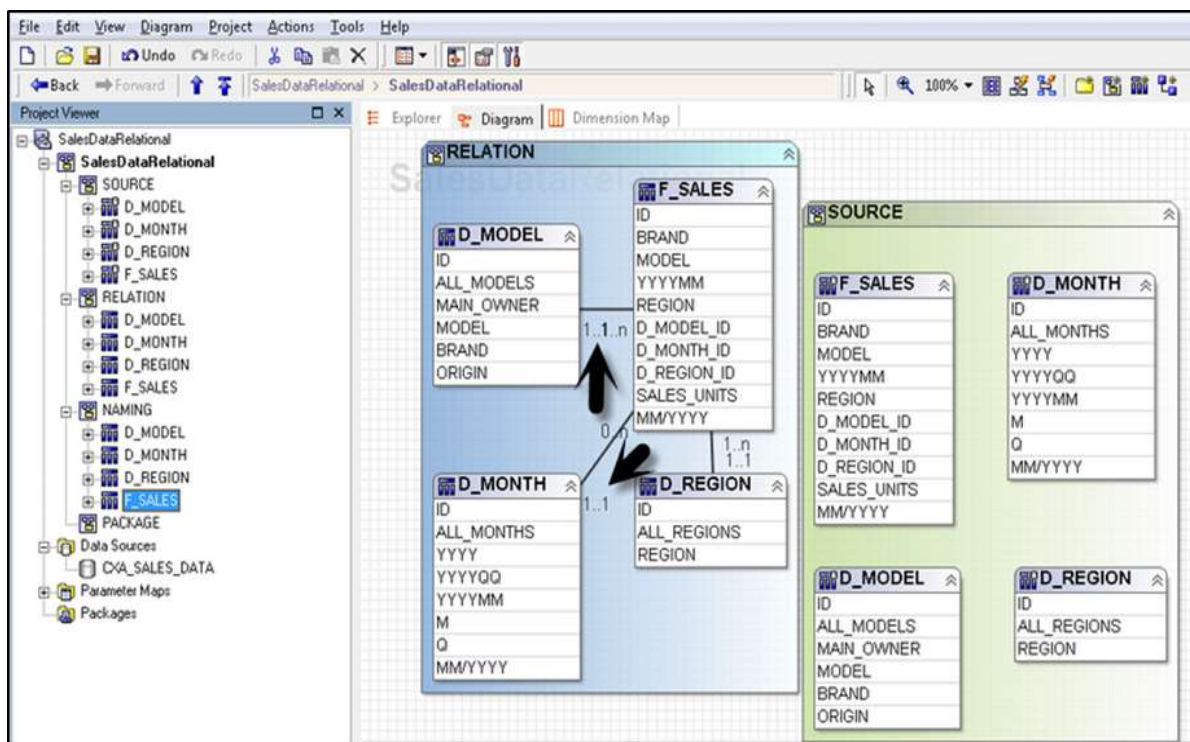 File Edit View Diagram Project Actions Tools Help
Undo Redo
Back Forward SalesDataRelational > SalesDataRelational 100%
Project Viewer
Explorer Diagram Dimension Map
SalesDataRelational
SalesDataRelational
SOURCE
D_MODEL
D_MONTH
D_REGION
F_SALES
RELATION
D_MODEL
D_MONTH
D_REGION
F_SALES
NAMING
D_MODEL
D_MONTH
D_REGION
F_SALES
PACKAGE
Data Sources
CXA_SALES_DATA
Parameter Maps
Packages
SalesDataRelational
RELATION
D_MODEL
ID
ALL_MODELS
MAIN_OWNER
MODEL
BRAND
ORIGIN
F_SALES
ID
BRAND
MODEL
YYYYMM
REGION
D_MODEL_ID
D_MONTH_ID
D_REGION_ID
SALES_UNITS
MM/YYYY
1..1..n
0..n
1..1
1..n
1..1
D_MONTH
ID
ALL_MONTHS
YYYY
YYYYQQ
YYYYMM
M
Q
MM/YYYY
D_REGION
ID
ALL_REGIONS
REGION
SOURCE
F_SALES
ID
BRAND
MODEL
YYYYMM
REGION
D_MODEL_ID
D_MONTH_ID
D_REGION_ID
SALES_UNITS
MM/YYYY
D_MONTH
ID
ALL_MONTHS
YYYY
YYYYQQ
YYYYMM
M
Q
MM/YYYY
D_MODEL
ID
ALL_MODELS
MAIN_OWNER
MODEL
BRAND
ORIGIN
D_REGION
ID
ALL_REGIONS
REGION